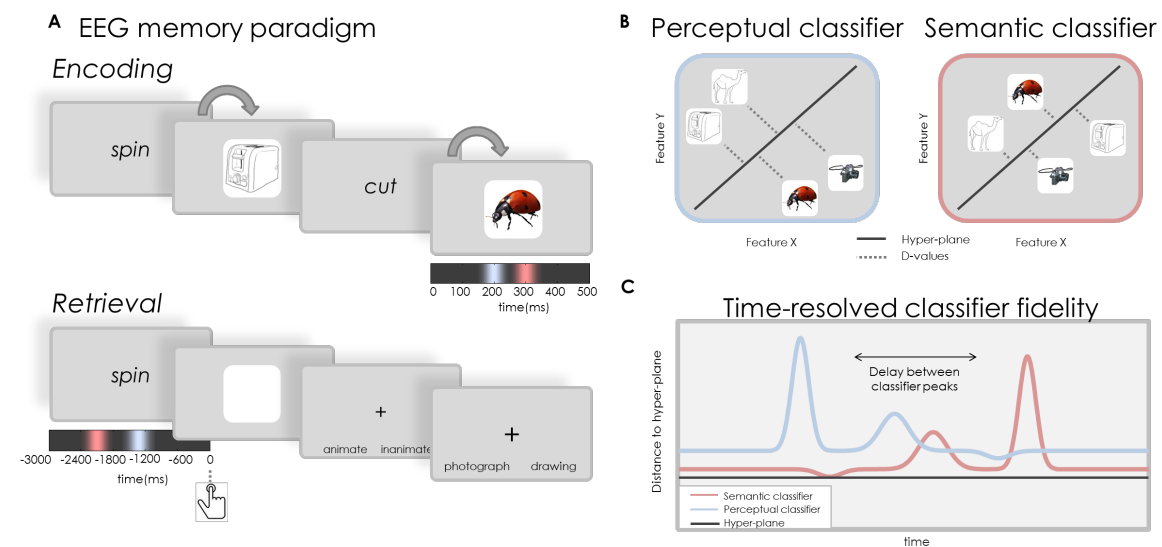 A EEG memory paradigm
Encoding
spin
cut
0 100 200 300 400 500
time(ms)
Retrieval
spin
-3000 -2400 -1800 -1200 -600 0
time(ms)
+
animate inanimate
+
photograph drawing
B Perceptual classifier Semantic classifier
Feature Y
Feature X
Feature Y
Feature X
Hyper-plane
D-values
C
Time-resolved classifier fidelity
Distance to hyper-plane
Delay between
classifier peaks
Semantic classifier
Perceptual classifier
Hyper-plane
time